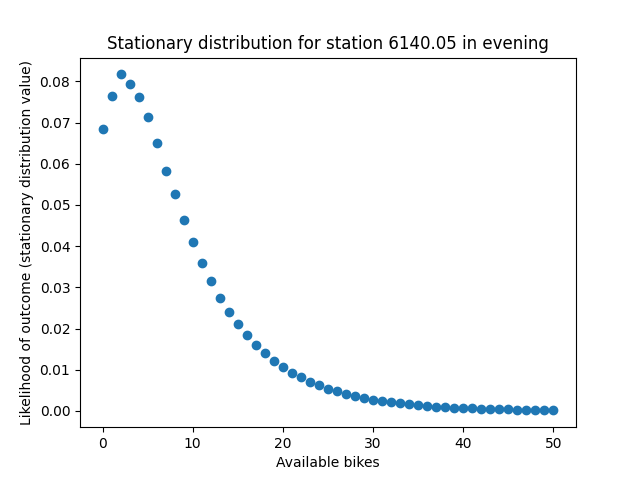 Stationary distribution for station 6140.05 in evening
Likelihood of outcome (stationary distribution value)
0.08
0.07
0.06
0.05
0.04
0.03
0.02
0.01
0.00
0 10 20 30 40 50
Available bikes